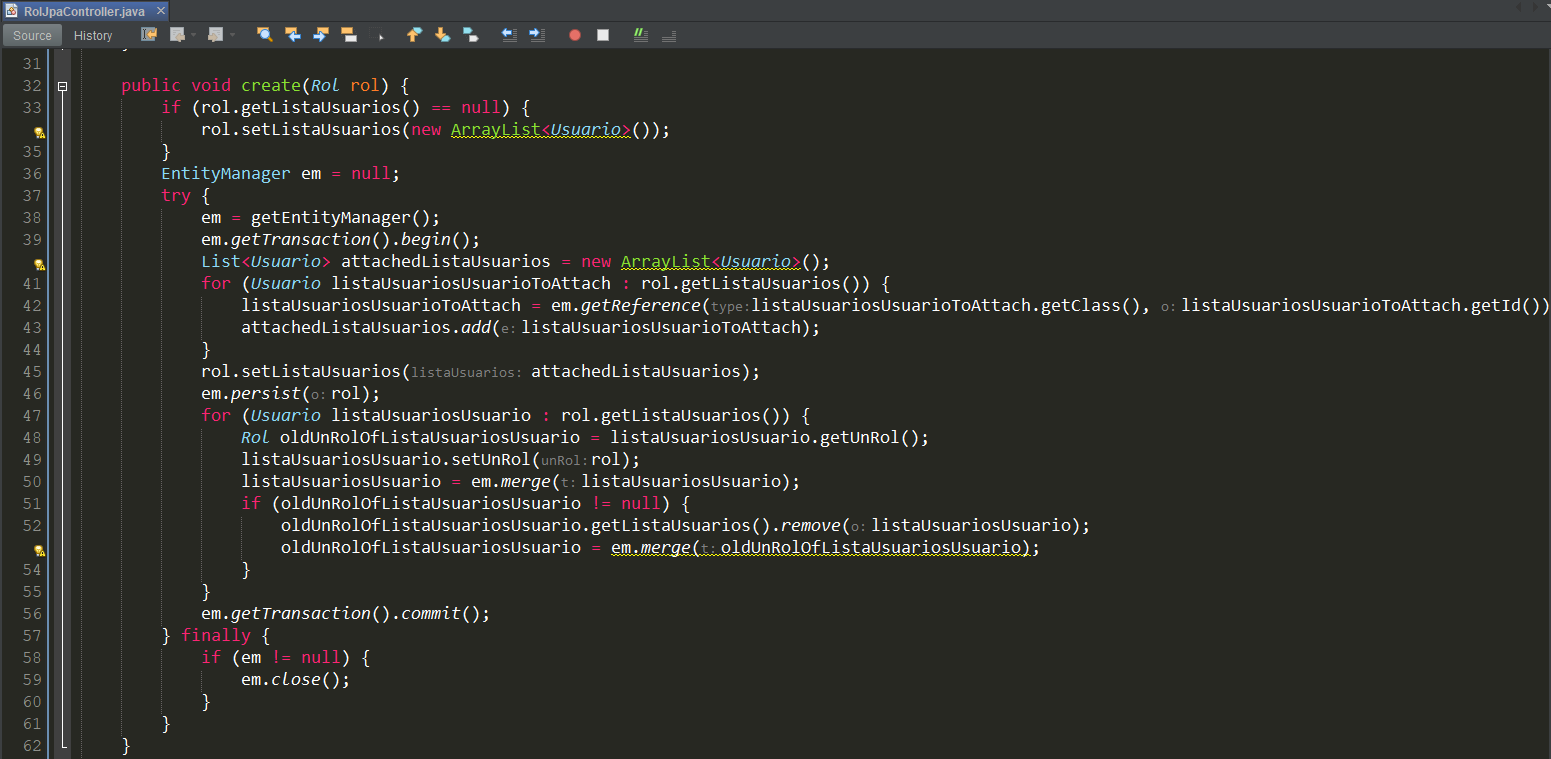 RolJpaController.java
Source History
31
32 public void create(Rol rol) {
33 if (rol.getListaUsuarios() == null) {
rol.setListaUsuarios(new ArrayList<Usuario>());
35 }
36 EntityManager em = null;
37 try {
38 em = getEntityManager();
39 em.getTransaction().begin();
List<Usuario> attachedListaUsuarios = new ArrayList<Usuario>();
41 for (Usuario listaUsuariosUsuarioToAttach : rol.getListaUsuarios()) {
42 listaUsuariosUsuarioToAttach = em.getReference(type:listaUsuariosUsuarioToAttach.getClass(), o:listaUsuariosUsuarioToAttach.getId())
43 attachedListaUsuarios.add(e:listaUsuariosUsuarioToAttach);
44 }
45 rol.setListaUsuarios(listaUsuarios: attachedListaUsuarios);
46 em.persist(o:rol);
47 for (Usuario listaUsuariosUsuario : rol.getListaUsuarios()) {
48 Rol oldUnRolOfListaUsuariosUsuario = listaUsuariosUsuario.getUnRol();
49 listaUsuariosUsuario.setUnRol(unRol:rol);
50 listaUsuariosUsuario = em.merge(t:listaUsuariosUsuario);
51 if (oldUnRolOfListaUsuariosUsuario != null) {
52 oldUnRolOfListaUsuariosUsuario.getListaUsuarios().remove(o:listaUsuariosUsuario);
oldUnRolOfListaUsuariosUsuario = em.merge(t:oldUnRolOfListaUsuariosUsuario);
54 }
55 }
56 em.getTransaction().commit();
57 } finally {
58 if (em != null) {
59 em.close();
60 }
61 }
62 }